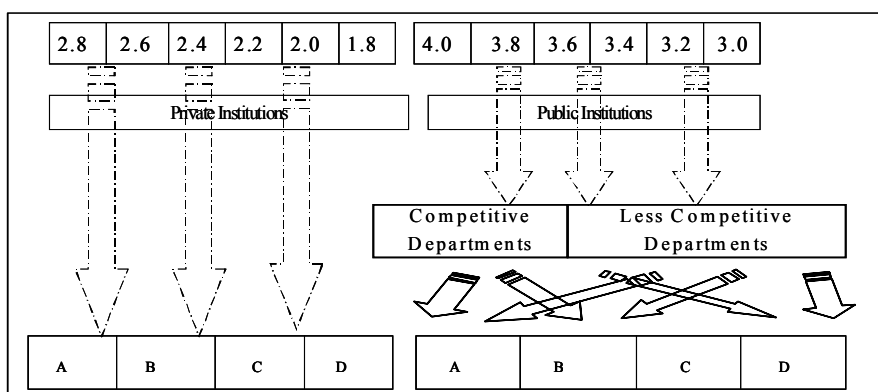 2.8 2.6 2.4 2.2 2.0 1.8 4.0 3.8 3.6 3.4 3.2 3.0
Private Institutions Public Institutions
Competitive Departments
Less Competitive Departments
A B C D A B C D